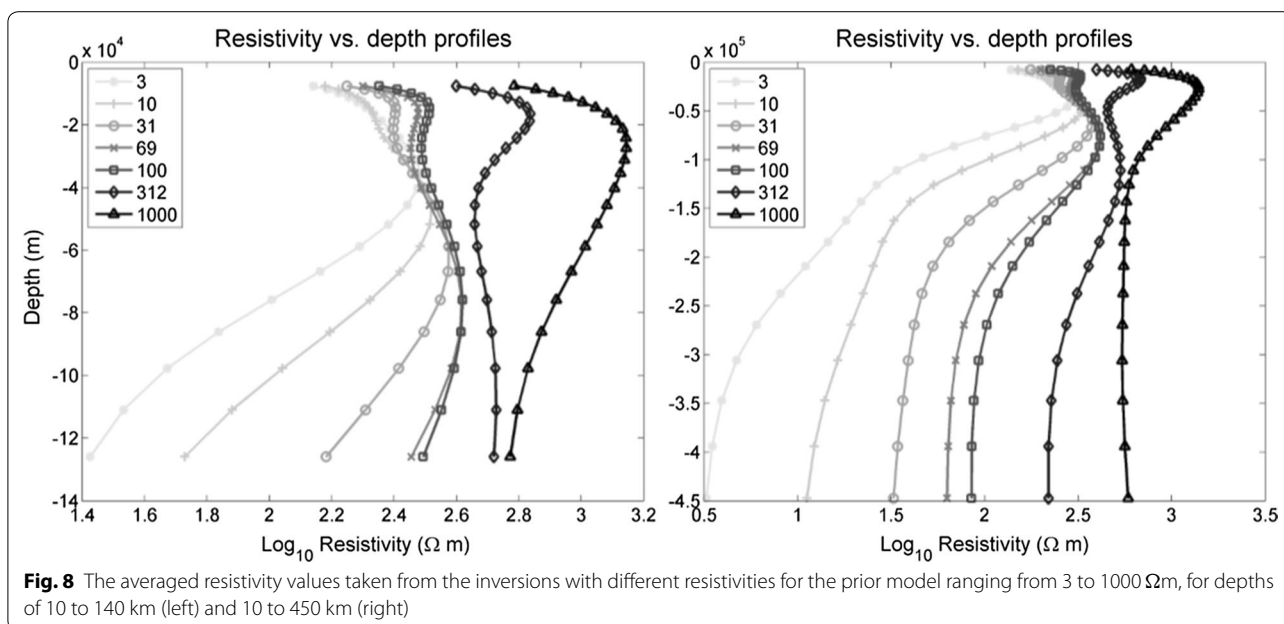 Resistivity vs. depth profiles
x 10⁴
0
-2
-4
-6
-8
-10
-12
-14
Depth (m)
3
10
31
69
100
312
1000
1.4 1.6 1.8 2 2.2 2.4 2.6 2.8 3 3.2
Log₁₀ Resistivity (Ω m)
Resistivity vs. depth profiles
x 10⁵
0
-0.5
-1
-1.5
-2
-2.5
-3
-3.5
-4
-4.5
3
10
31
69
100
312
1000
0.5 1 1.5 2 2.5 3 3.5
Log₁₀ Resistivity (Ω m)
Fig. 8 The averaged resistivity values taken from the inversions with different resistivities for the prior model ranging from 3 to 1000 Ωm, for depths
of 10 to 140 km (left) and 10 to 450 km (right)